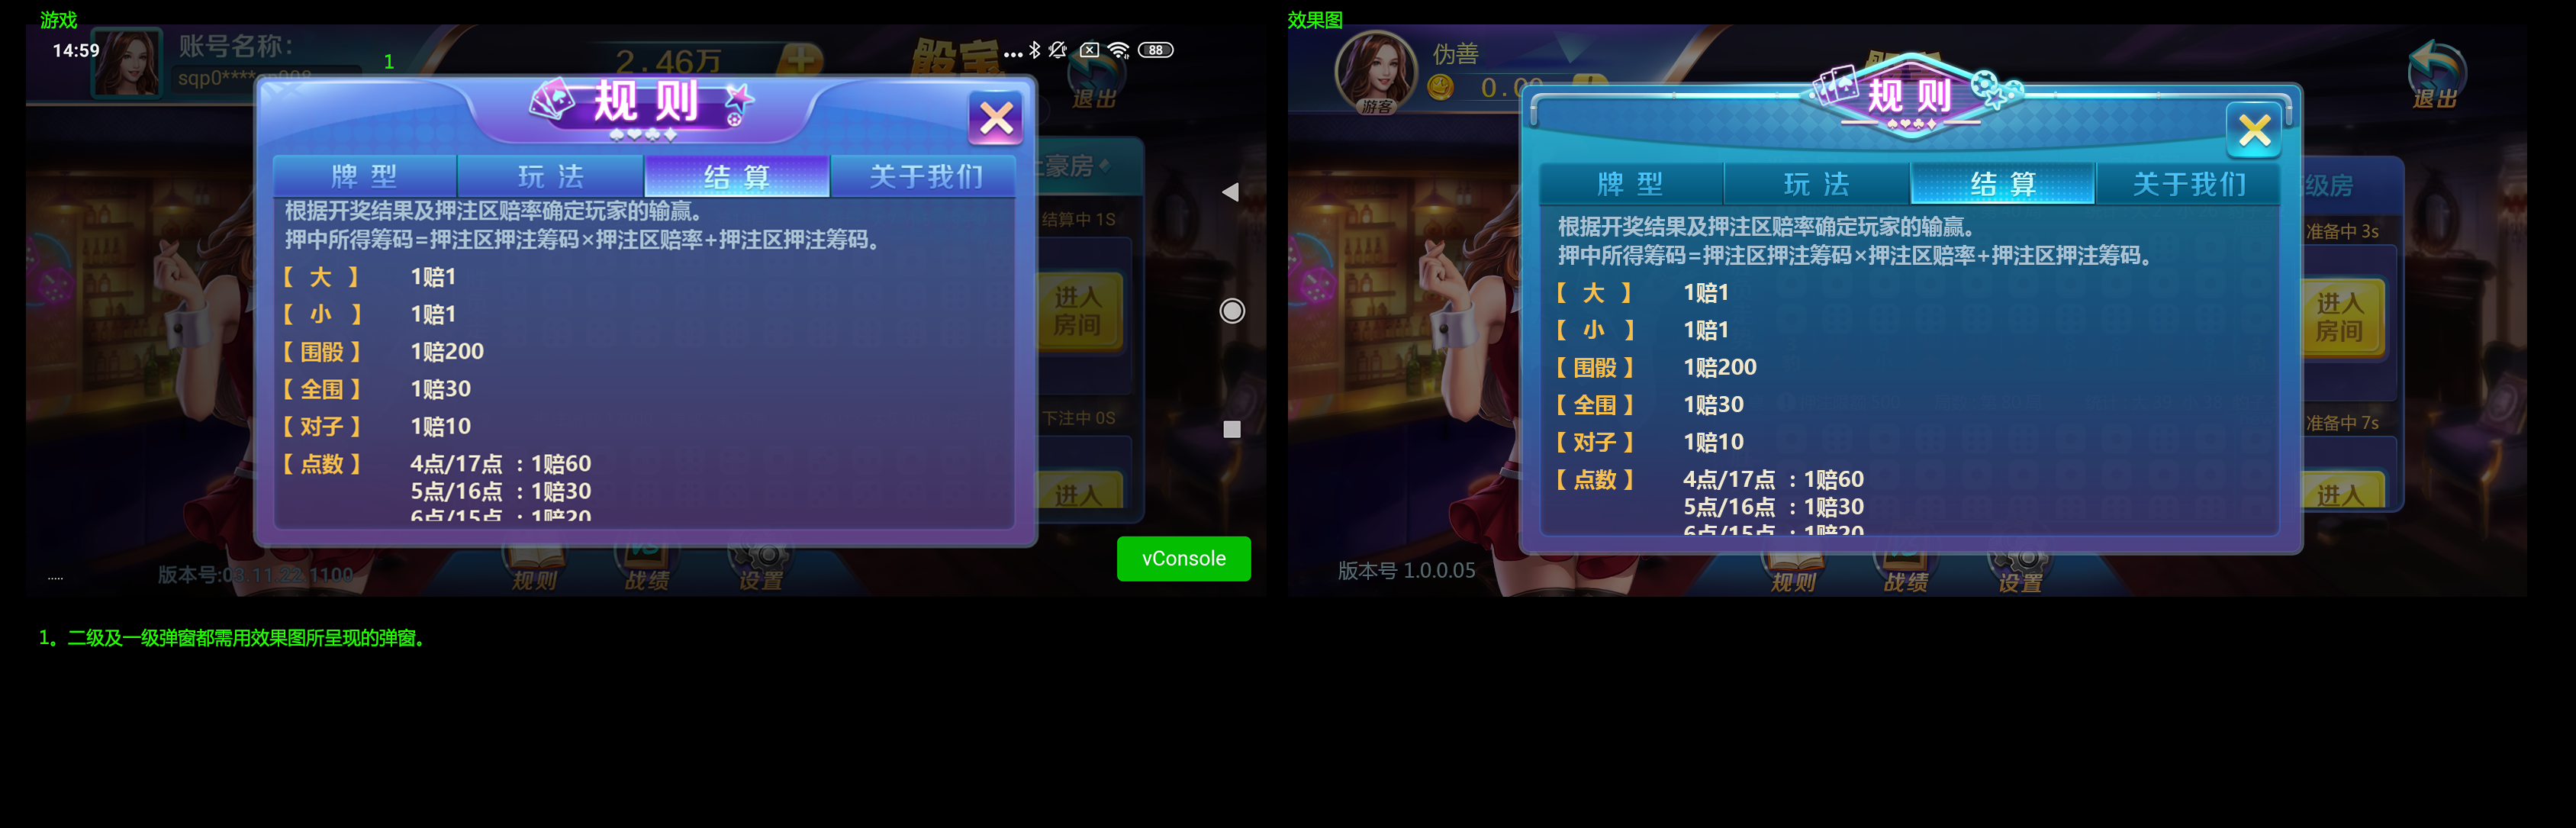 游戏
14:59
账号名称:
88
1
2.46万
骰宝
退出
规则
牌型
玩法
结算
关于我们
根据开奖结果及押注区赔率确定玩家的输赢。
押中所得筹码=押注区押注筹码×押注区赔率+押注区押注筹码。
【 大 】 1赔1
【 小 】 1赔1
【 围骰 】 1赔200
【 全围 】 1赔30
【 对子 】 1赔10
【 点数 】 4点/17点 : 1赔60
5点/16点 : 1赔30
6点/15点 : 1赔20
土豪房
结算中 1S
进入
房间
下注中 0S
进入
vConsole
版本号:03.11.22.1100
规则
战绩
设置
效果图
伪善
游客
退出
规则
牌型
玩法
结算
关于我们
根据开奖结果及押注区赔率确定玩家的输赢。
押中所得筹码=押注区押注筹码×押注区赔率+押注区押注筹码。
【 大 】 1赔1
【 小 】 1赔1
【 围骰 】 1赔200
【 全围 】 1赔30
【 对子 】 1赔10
【 点数 】 4点/17点 : 1赔60
5点/16点 : 1赔30
6点/15点 : 1赔20
级房
准备中 3s
进入
房间
准备中 7s
进入
版本号 1.0.0.05
规则
战绩
设置
1。二级及一级弹窗都需用效果图所呈现的弹窗。